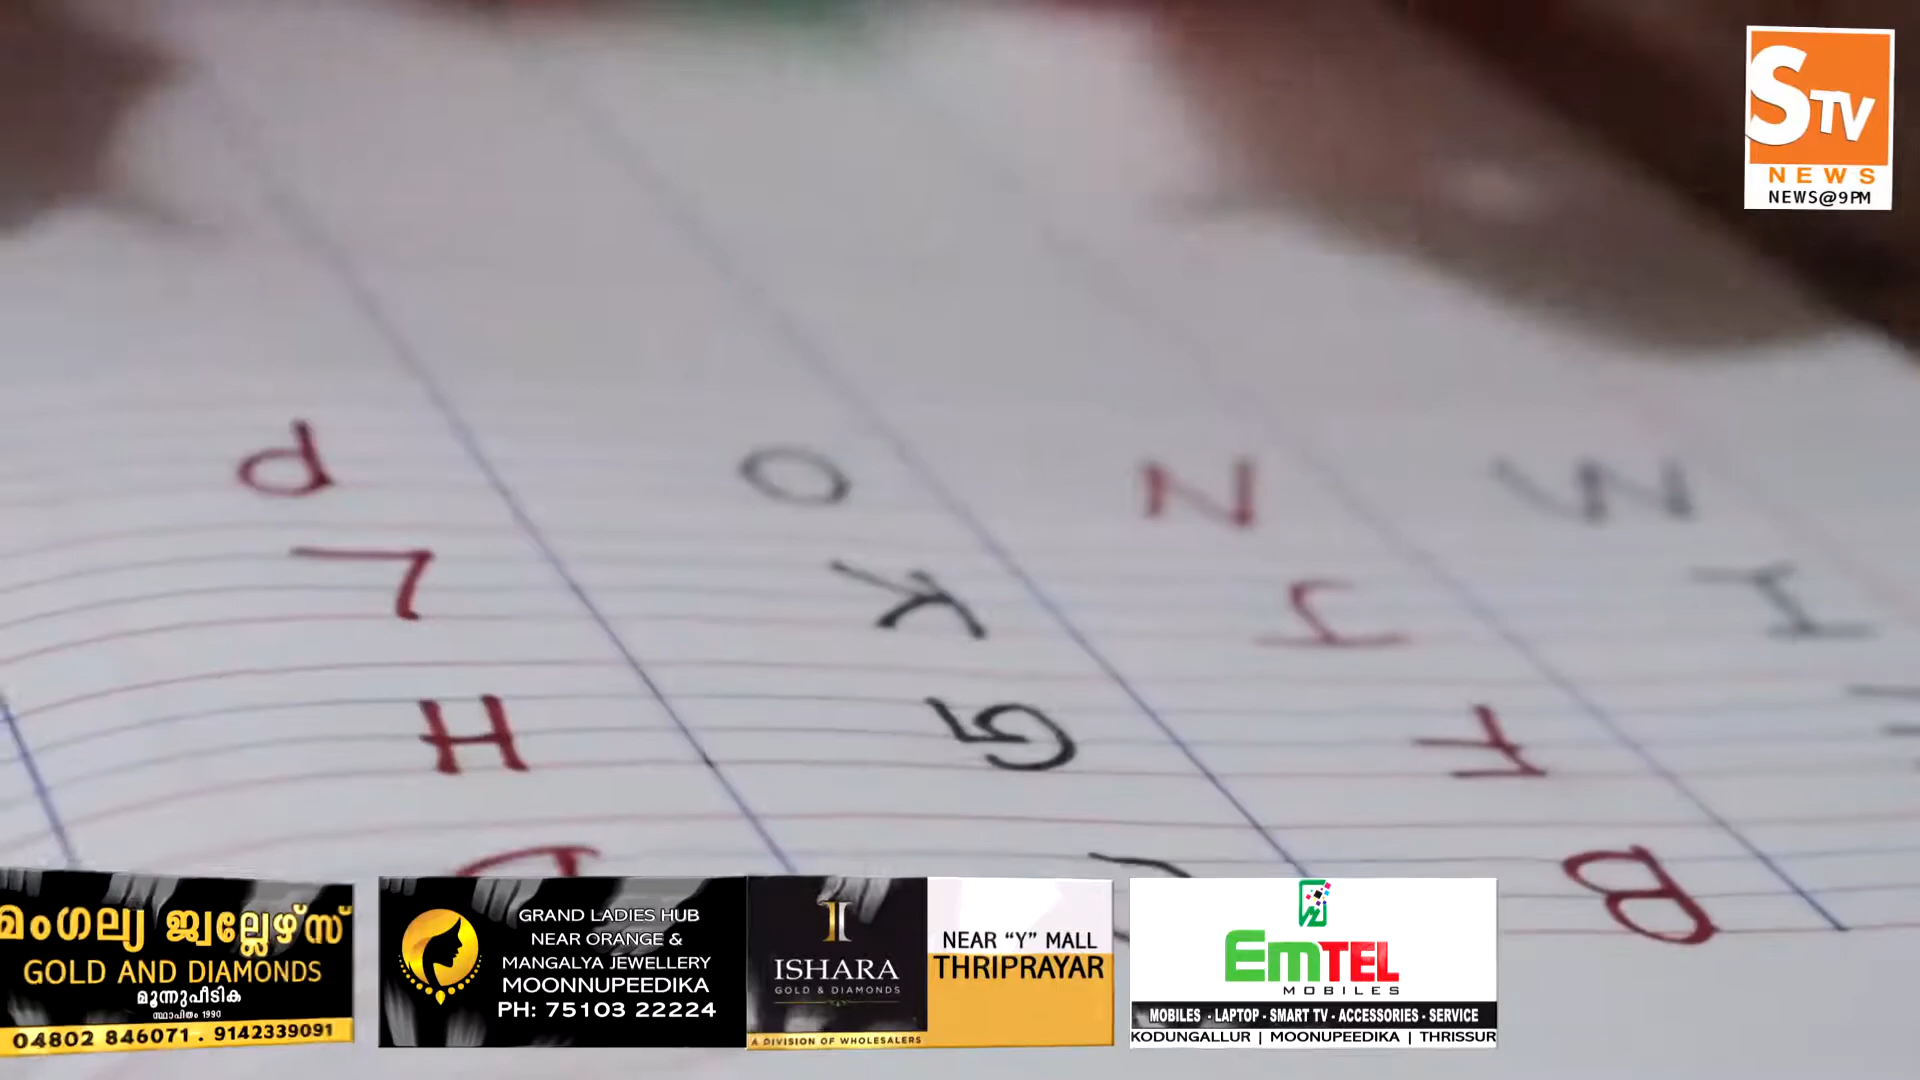 STV
NEWS
NEWS@9PM
P O N M
L K J I
H G F
D B
മംഗല്യ ജ്വല്ലേഴ്സ്
GOLD AND DIAMONDS
മൂന്നുപീടിക
സ്ഥാപിതം 1990
04802 846071 . 9142339091
GRAND LADIES HUB
NEAR ORANGE &
MANGALYA JEWELLERY
MOONNUPEEDIKA
PH: 75103 22224
ISHARA
GOLD & DIAMONDS
A DIVISION OF WHOLESALERS
NEAR “Y” MALL
THRIPRAYAR
EmTEL
MOBILES
MOBILES - LAPTOP - SMART TV - ACCESSORIES - SERVICE
KODUNGALLUR | MOONUPEEDIKA | THRISSUR